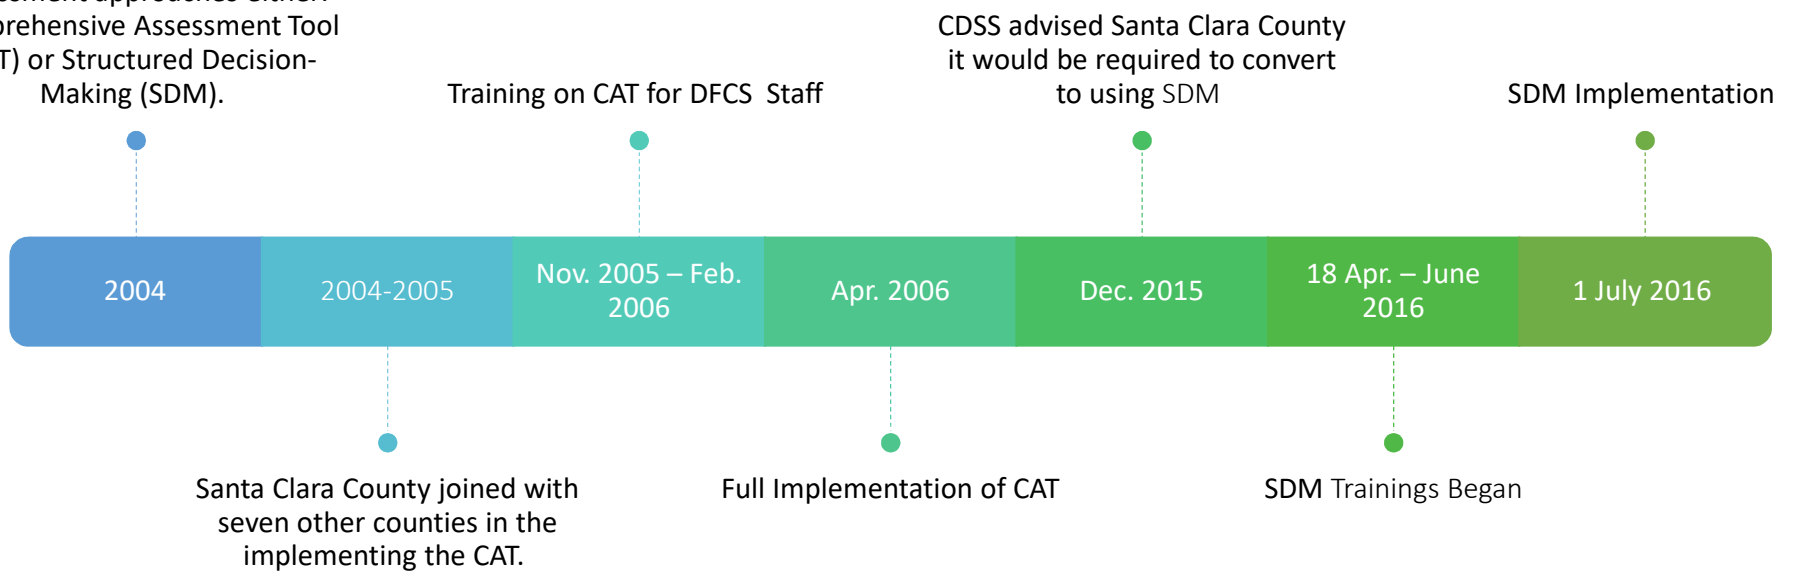 approaches
Assessment Tool
or Structured Decision-
Making (SDM).
Training on CAT for DFCS Staff
CDSS advised Santa Clara County
it would be required to convert
to using SDM
SDM Implementation
2004
2004-2005
Nov. 2005 – Feb.
2006
Apr. 2006
Dec. 2015
18 Apr. – June
2016
1 July 2016
Santa Clara County joined with
seven other counties in the
implementing the CAT.
Full Implementation of CAT
SDM Trainings Began